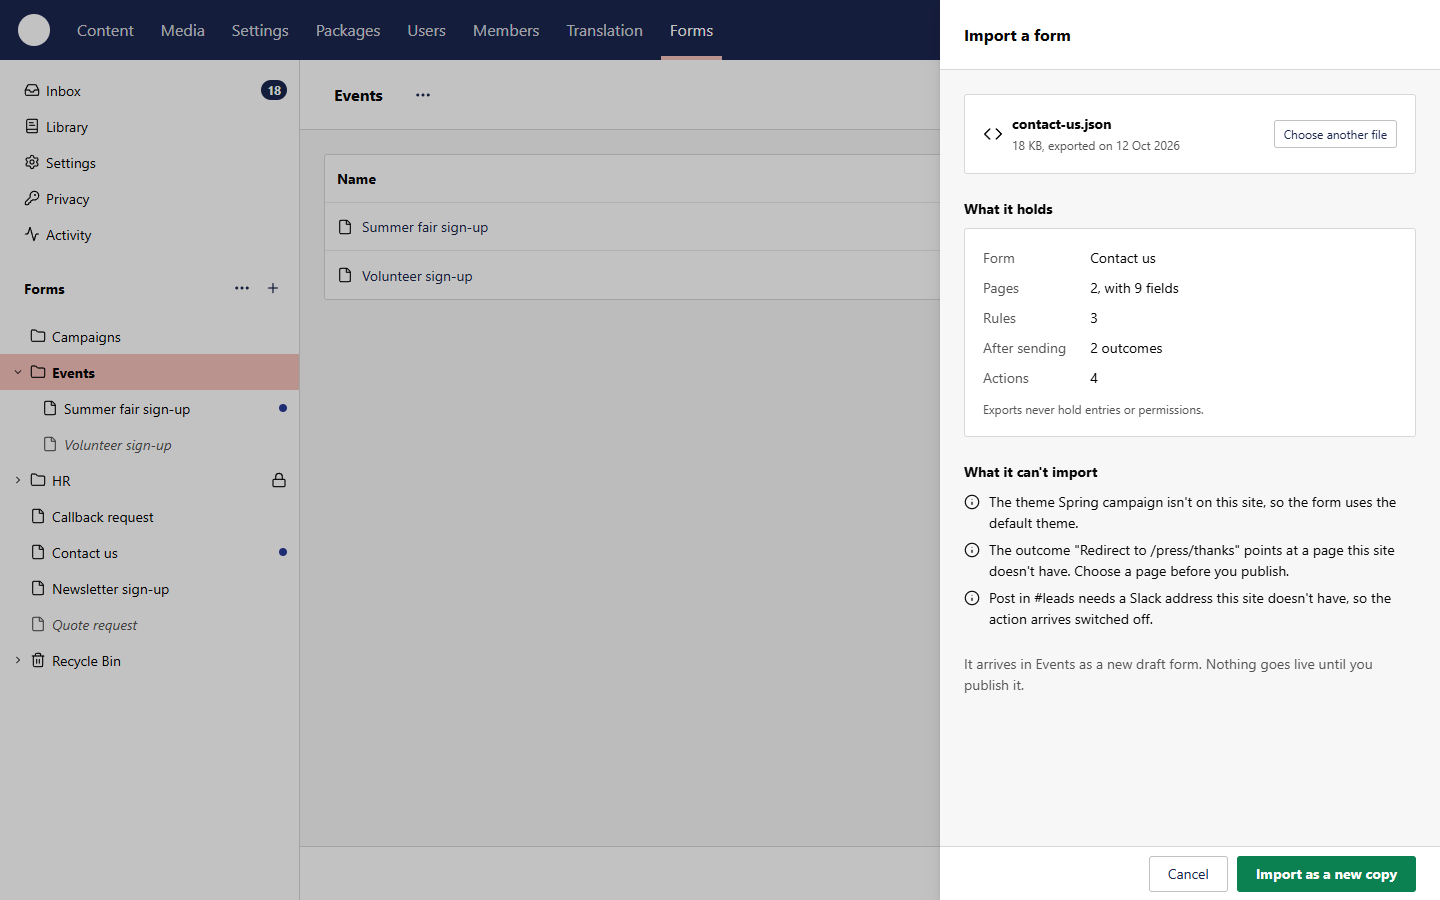 Content
Media
Settings
Packages
Users
Members
Translation
Forms
Inbox
18
Library
Settings
Privacy
Activity
Forms
Campaigns
Events
Summer fair sign-up
Volunteer sign-up
HR
Callback request
Contact us
Newsletter sign-up
Quote request
Recycle Bin
Events
Name
Summer fair sign-up
Volunteer sign-up
Import a form
contact-us.json
18 KB, exported on 12 Oct 2026
Choose another file
What it holds
Form Contact us
Pages 2, with 9 fields
Rules 3
After sending 2 outcomes
Actions 4
Exports never hold entries or permissions.
What it can't import
The theme Spring campaign isn't on this site, so the form uses the
default theme.
The outcome "Redirect to /press/thanks" points at a page this site
doesn't have. Choose a page before you publish.
Post in #leads needs a Slack address this site doesn't have, so the
action arrives switched off.
It arrives in Events as a new draft form. Nothing goes live until you
publish it.
Cancel
Import as a new copy